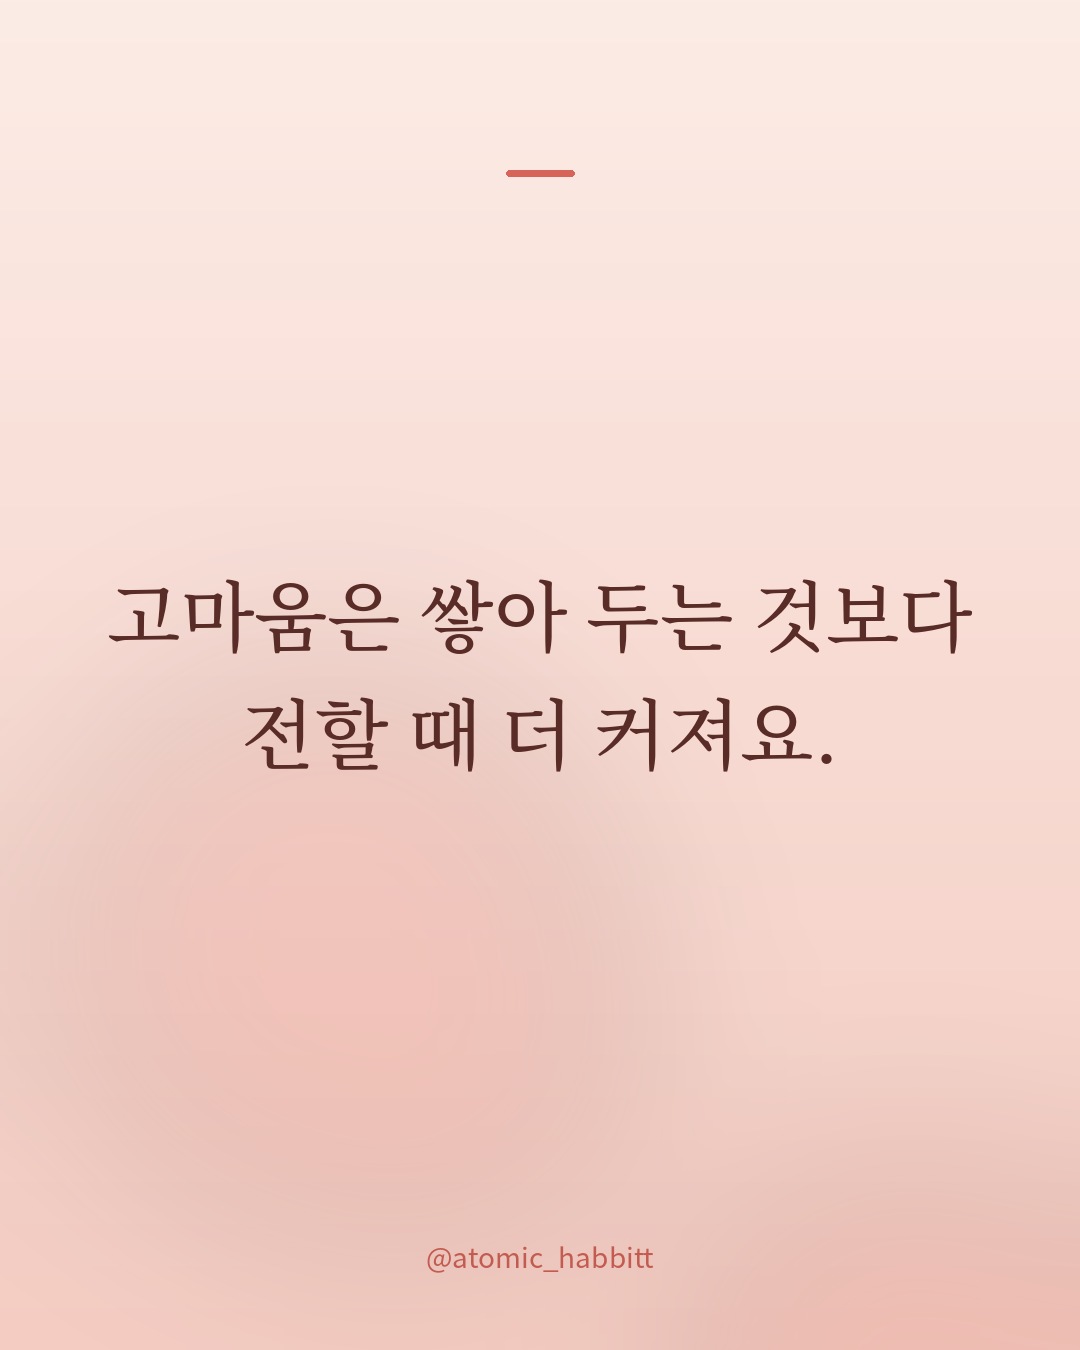 고마움은 쌓아 두는 것보다
전할 때 더 커져요.
@atomic_habbitt